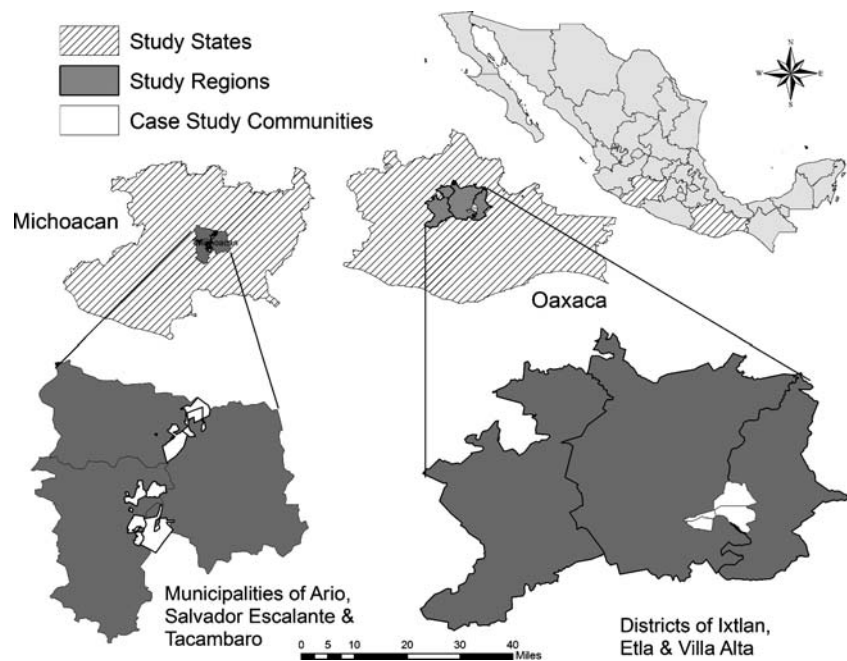 Study States
Study Regions
Case Study Communities
N
W
E
S
Michoacan
Oaxaca
Municipalities of Ario,
Salvador Escalante &
Tacambaro
Districts of Ixtlan,
Etla & Villa Alta
0 5 10 20 30 40
Miles